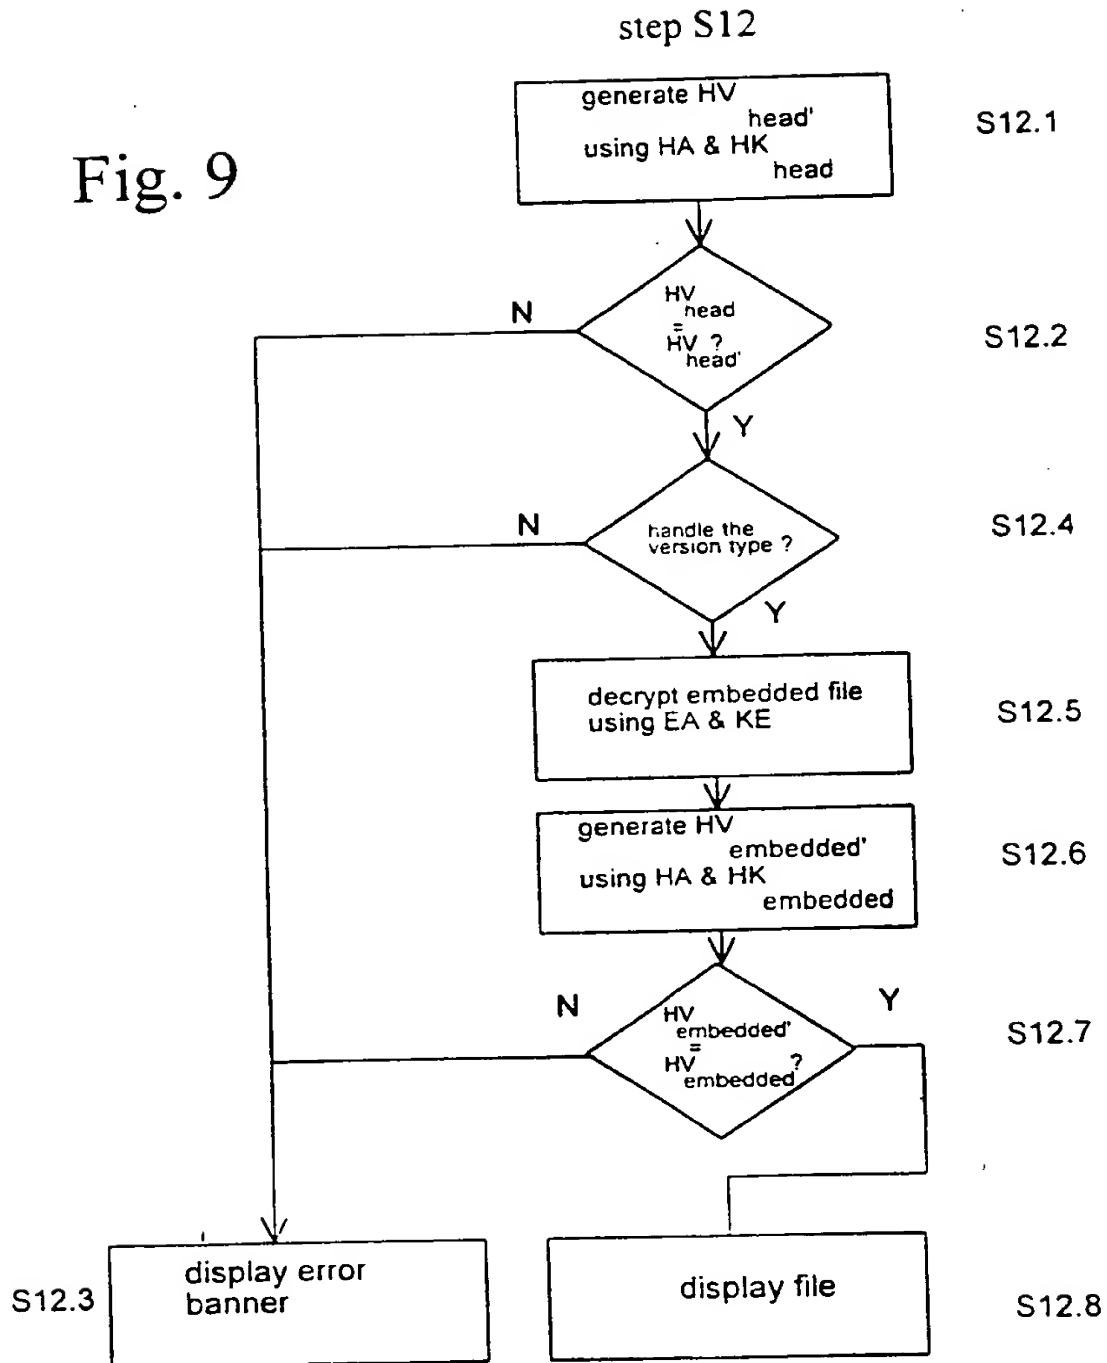 step S12
Fig. 9
generate HV
head'
using HA & HK
head
S12.1
N
HV
head
=
HV ?
head'
S12.2
Y
N
handle the
version type ?
S12.4
Y
decrypt embedded file
using EA & KE
S12.5
generate HV
embedded'
using HA & HK
embedded
S12.6
N
HV
embedded'
=
HV ?
embedded
Y
S12.7
S12.3
display error
banner
display file
S12.8